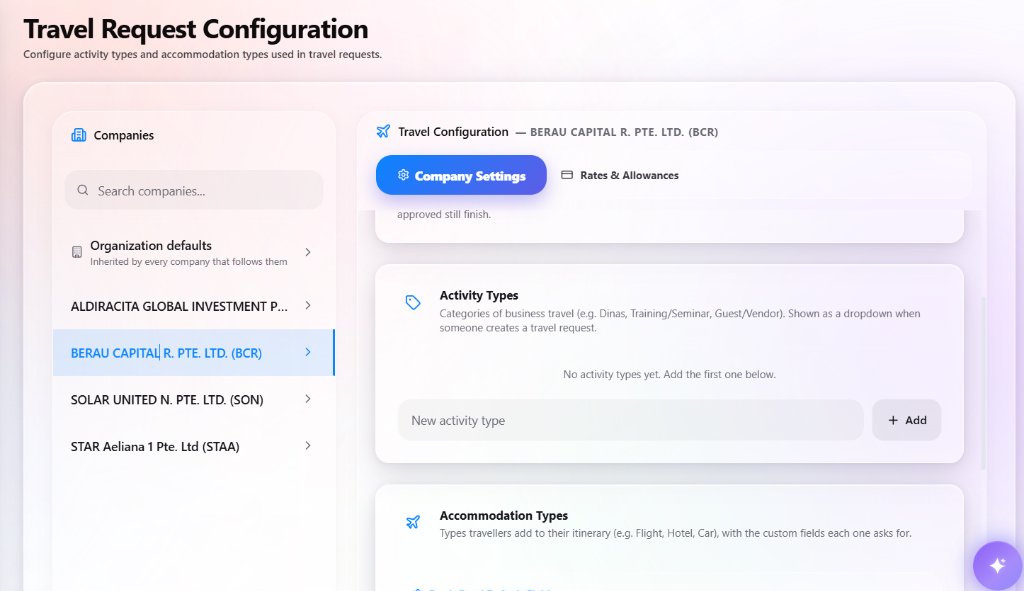 Travel Request Configuration
Configure activity types and accommodation types used in travel requests.
Companies
Search companies...
Organization defaults
Inherited by every company that follows them
ALDIRACITA GLOBAL INVESTMENT P...
BERAU CAPITAL R. PTE. LTD. (BCR)
SOLAR UNITED N. PTE. LTD. (SON)
STAR Aeliana 1 Pte. Ltd (STAA)
Travel Configuration — BERAU CAPITAL R. PTE. LTD. (BCR)
Company Settings
Rates & Allowances
approved still finish.
Activity Types
Categories of business travel (e.g. Dinas, Training/Seminar, Guest/Vendor). Shown as a dropdown when
someone creates a travel request.
No activity types yet. Add the first one below.
New activity type
+ Add
Accommodation Types
Types travellers add to their itinerary (e.g. Flight, Hotel, Car), with the custom fields each one asks for.